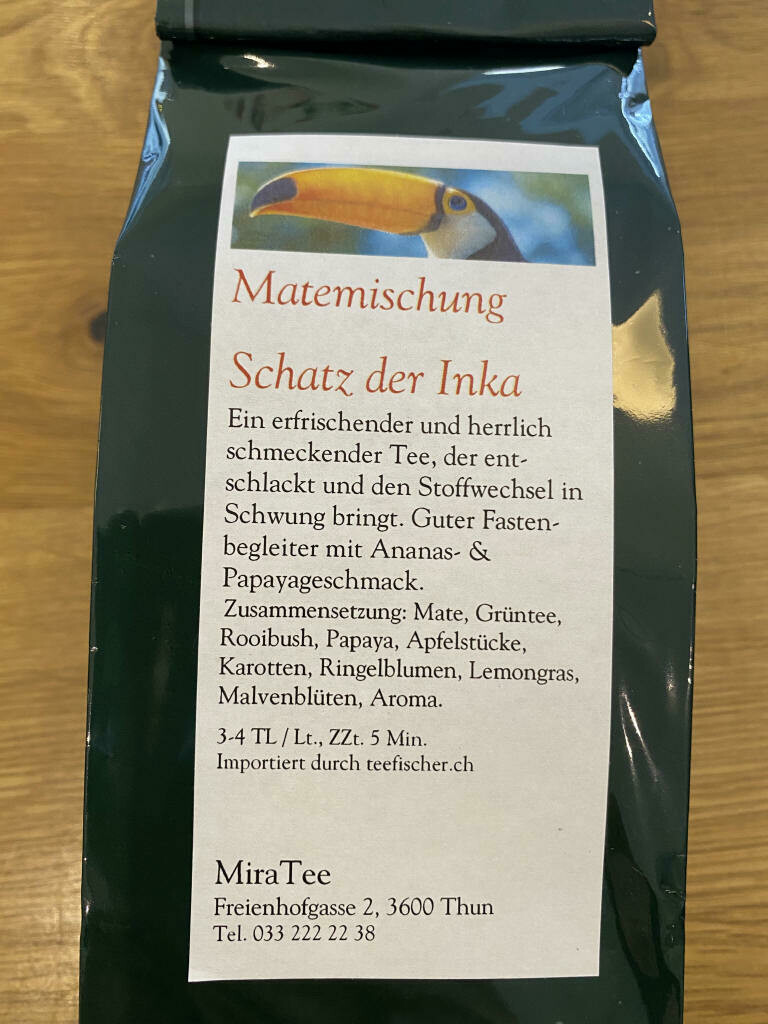 Matemischung
Schatz der Inka
Ein erfrischender und herrlich
schmeckender Tee, der ent-
schlackt und den Stoffwechsel in
Schwung bringt. Guter Fasten-
begleiter mit Ananas- &
Papayageschmack.
Zusammensetzung: Mate, Grüntee,
Rooibush, Papaya, Apfelstücke,
Karotten, Ringelblumen, Lemongras,
Malvenblüten, Aroma.
3-4 TL / Lt., ZZt. 5 Min.
Importiert durch teefischer.ch
MiraTee
Freienhofgasse 2, 3600 Thun
Tel. 033 222 22 38